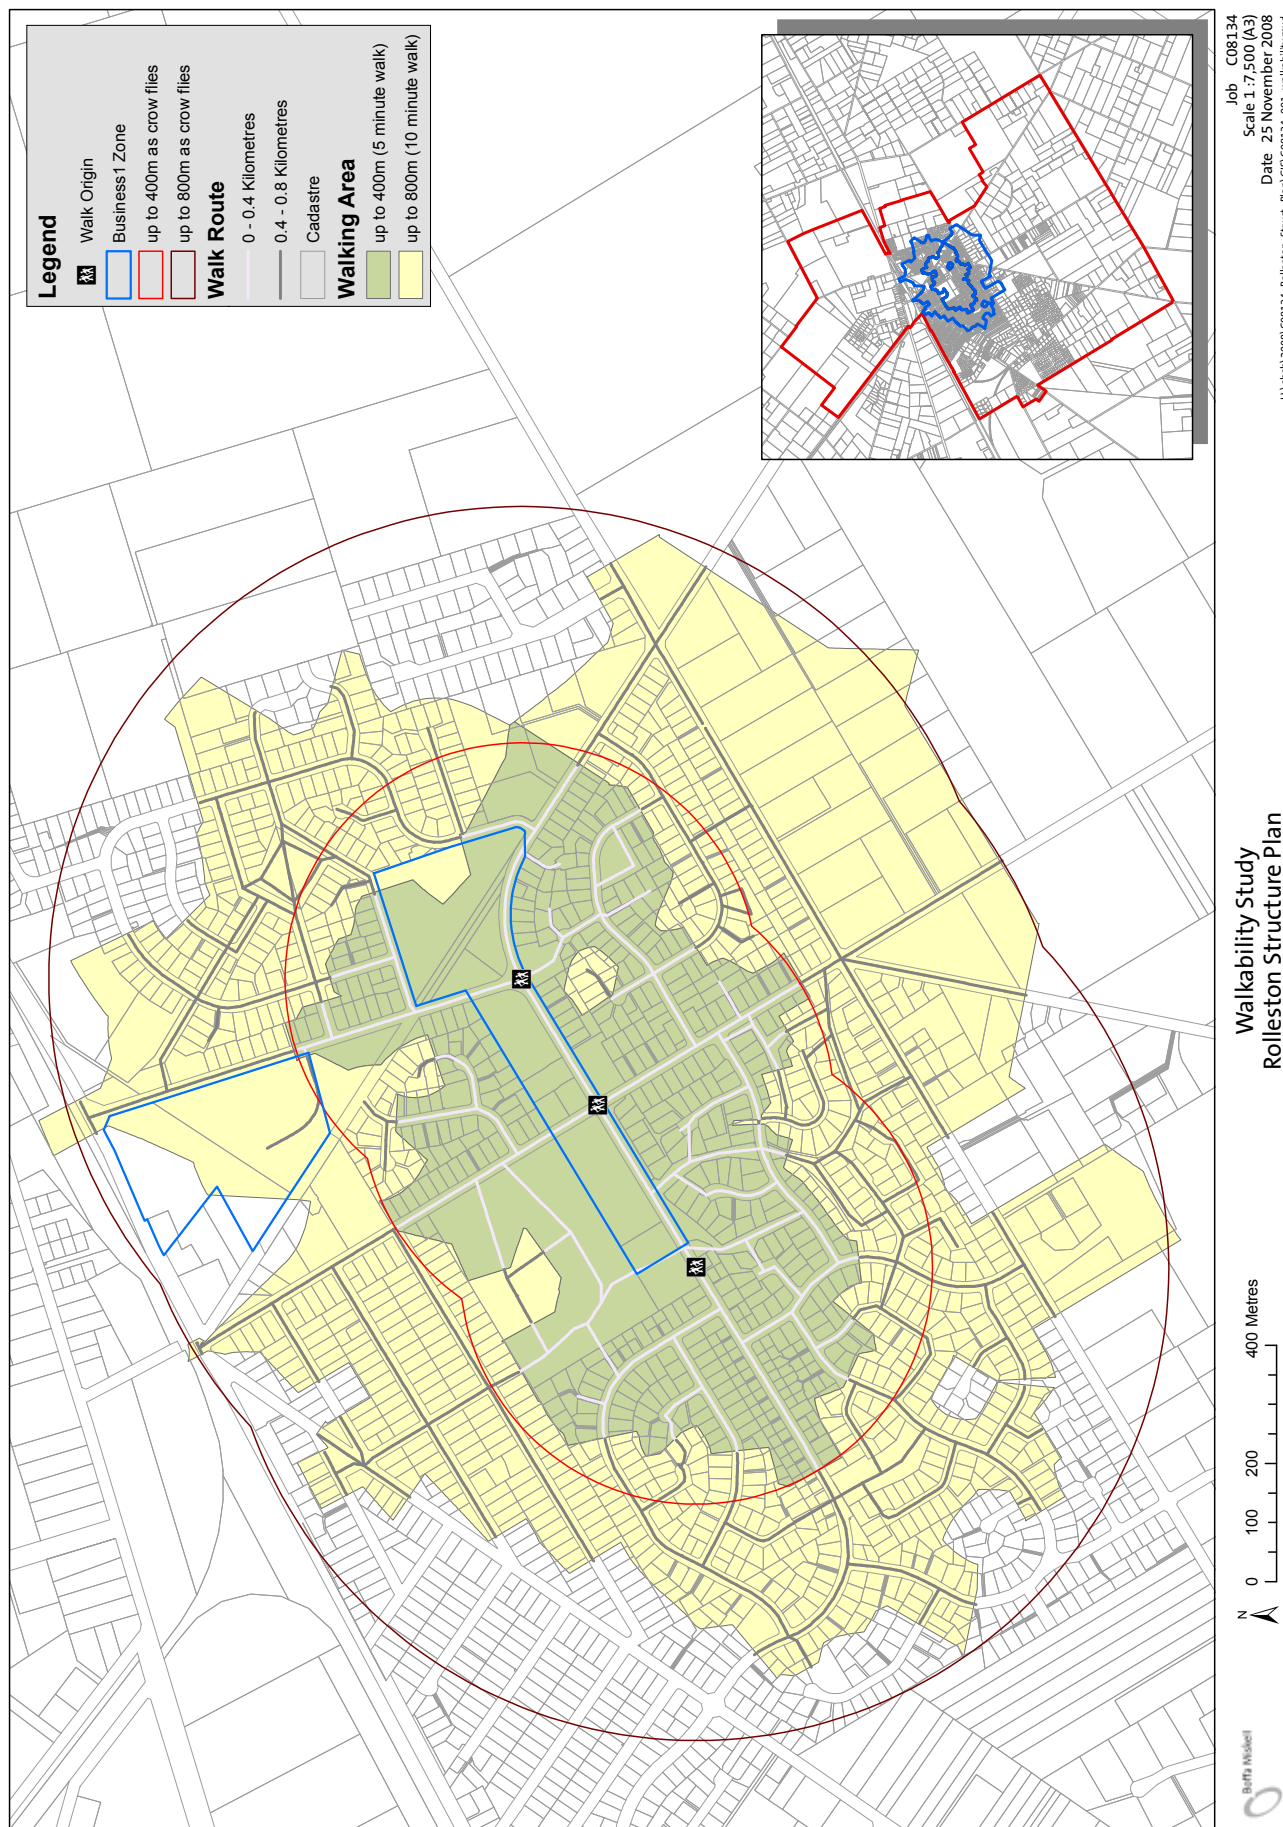 Legend
Walk Origin
Business1 Zone
up to 400m as crow flies
up to 800m as crow flies
Walk Route
0 - 0.4 Kilometres
0.4 - 0.8 Kilometres
Cadastre
Walking Area
up to 400m (5 minute walk)
up to 800m (10 minute walk)
Job C08134
Scale 1:7,500 (A3)
Date 25 November 2008
Walkability Study
Rolleston Structure Plan
N
0 100 200 400 Metres
Boffa Miskell